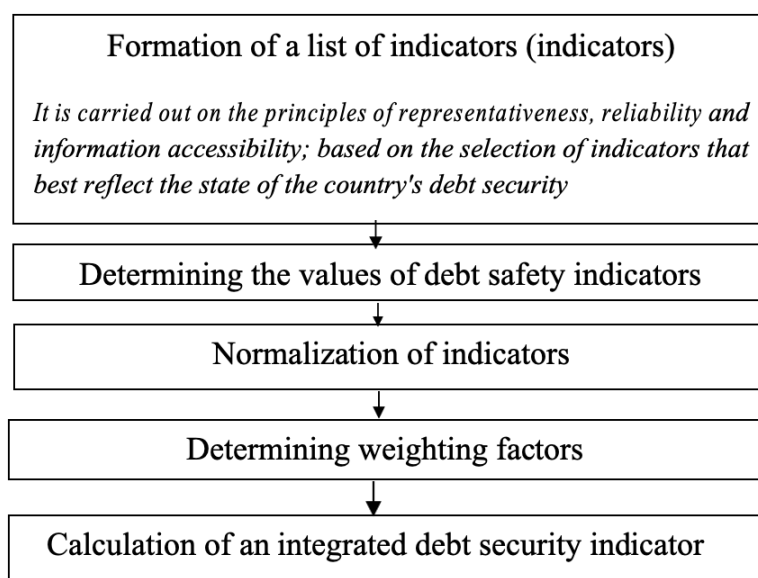 Formation of a list of indicators (indicators)
It is carried out on the principles of representativeness, reliability and
information accessibility; based on the selection of indicators that
best reflect the state of the country's debt security
Determining the values of debt safety indicators
Normalization of indicators
Determining weighting factors
Calculation of an integrated debt security indicator